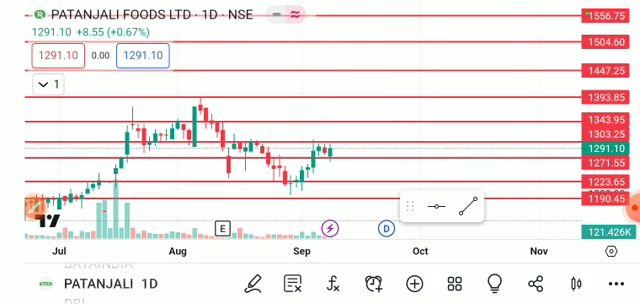 PATANJALI FOODS LTD · 1D · NSE
1291.10 +8.55 (+0.67%)
1291.10 0.00 1291.10
1
1556.75
1504.60
1447.25
1393.85
1343.95
1303.25
1291.10
1271.55
1223.65
1190.45
121.426K
E
D
Jul Aug Sep Oct Nov
PATANJALI 1D